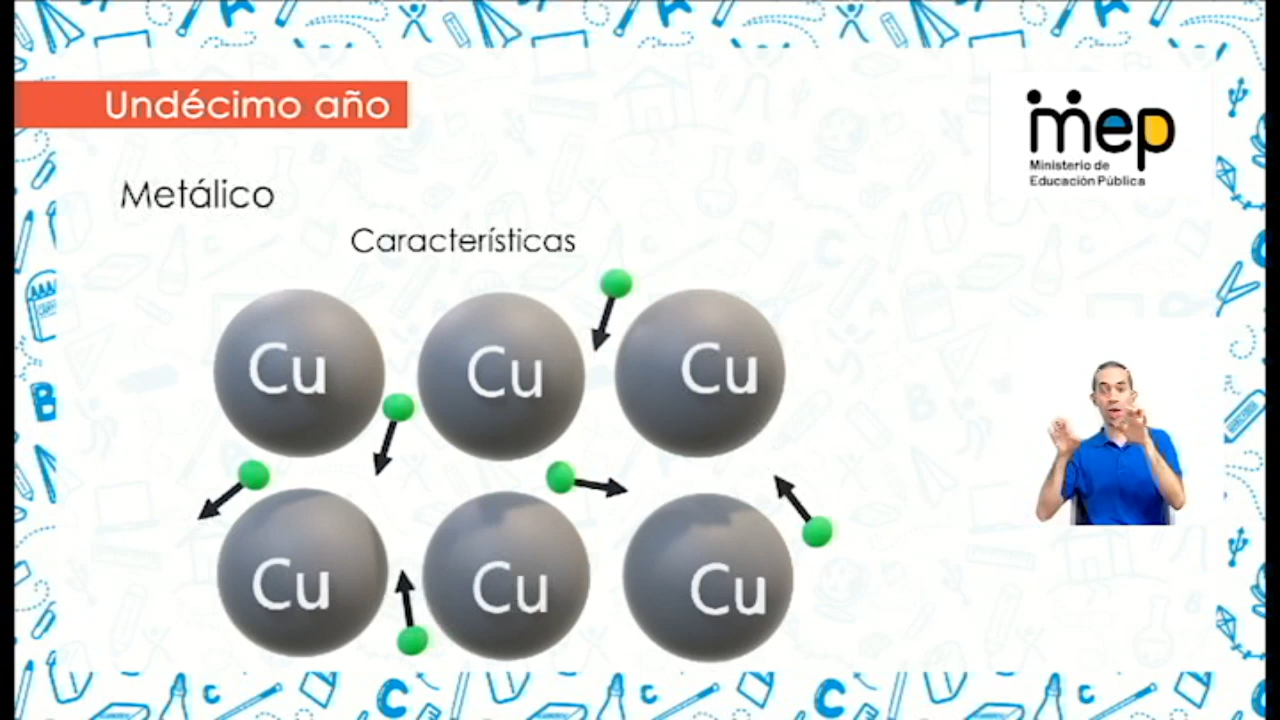 Undécimo año
mep
Ministerio de
Educación Pública
Metálico
Características
Cu Cu Cu
Cu Cu Cu